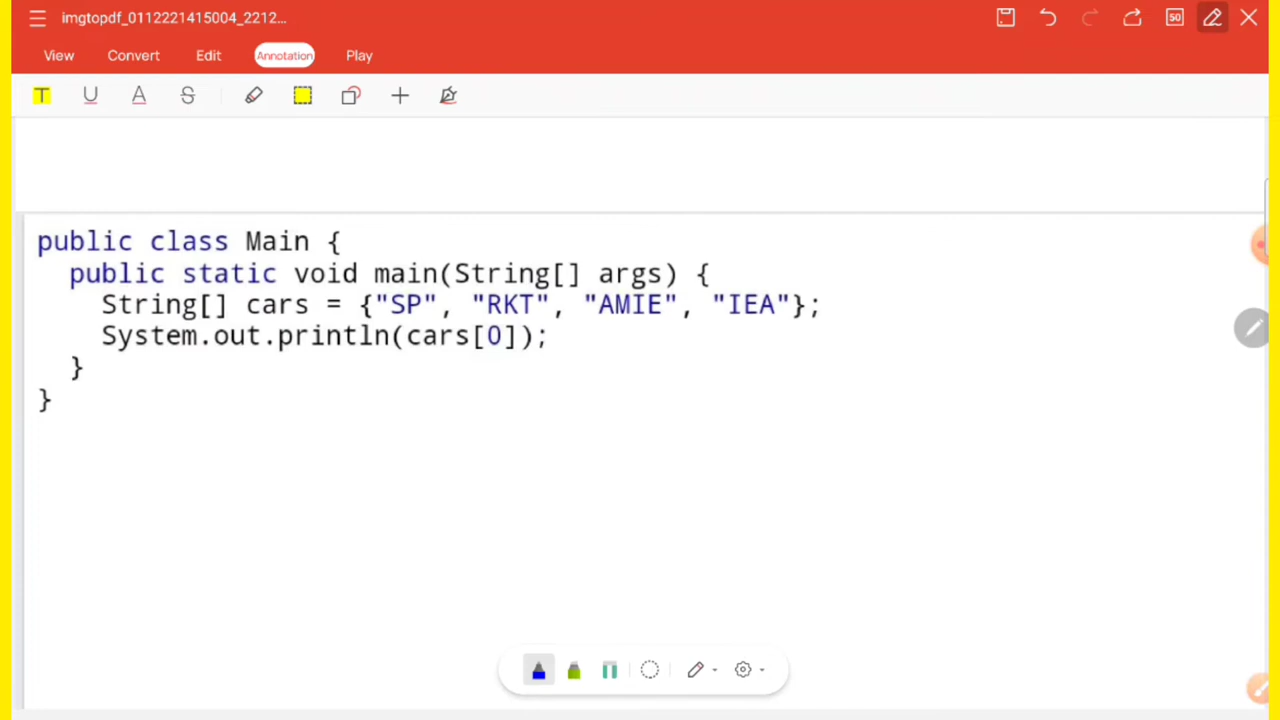 imgtopdf_0112221415004_2212...
50
View Convert Edit Annotation Play
T U A S
public class Main {
public static void main(String[] args) {
String[] cars = {"SP", "RKT", "AMIE", "IEA"};
System.out.println(cars[0]);
}
}